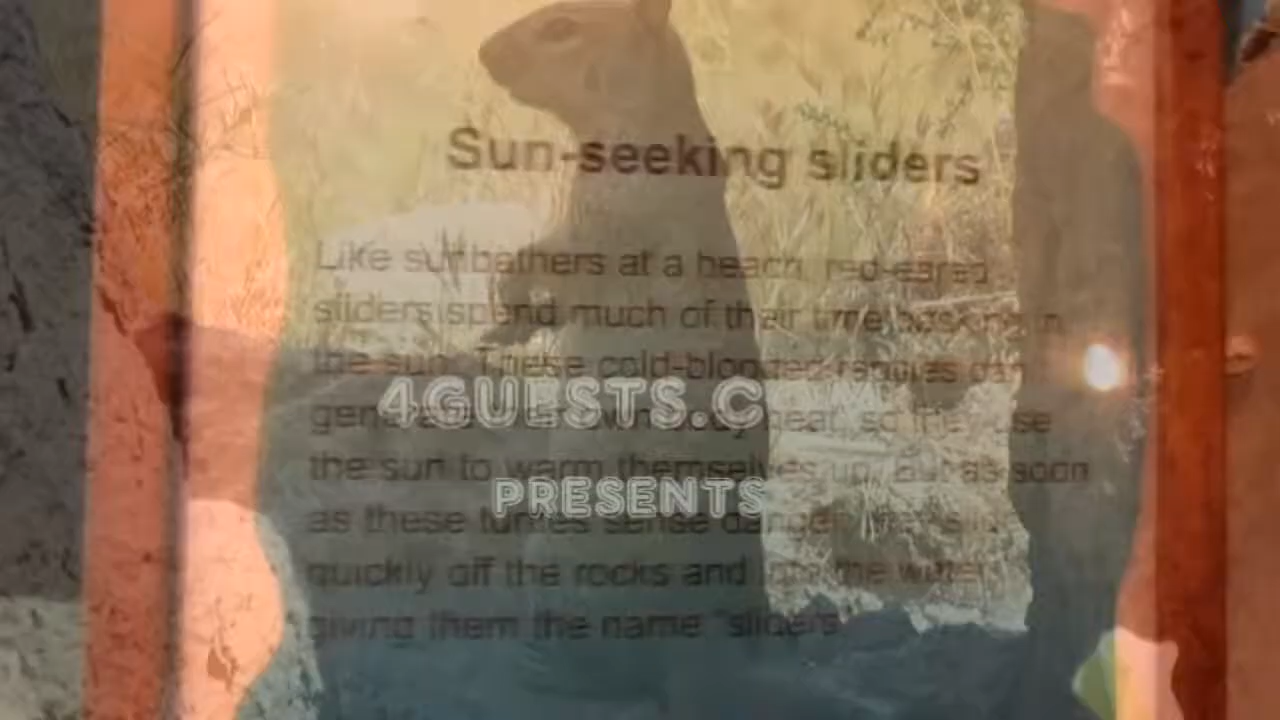 Sun-seeking sliders
Like sunbathers at a beach, red-eared
sliders spend much of their time basking in
the sun. These cold-blooded reptiles can
4GUESTS.COM
generate their own body heat, so they use
the sun to warm themselves up. But as soon
PRESENTS
as these turtles sense danger, they slip
quickly off the rocks and into the water,
giving them the name "sliders